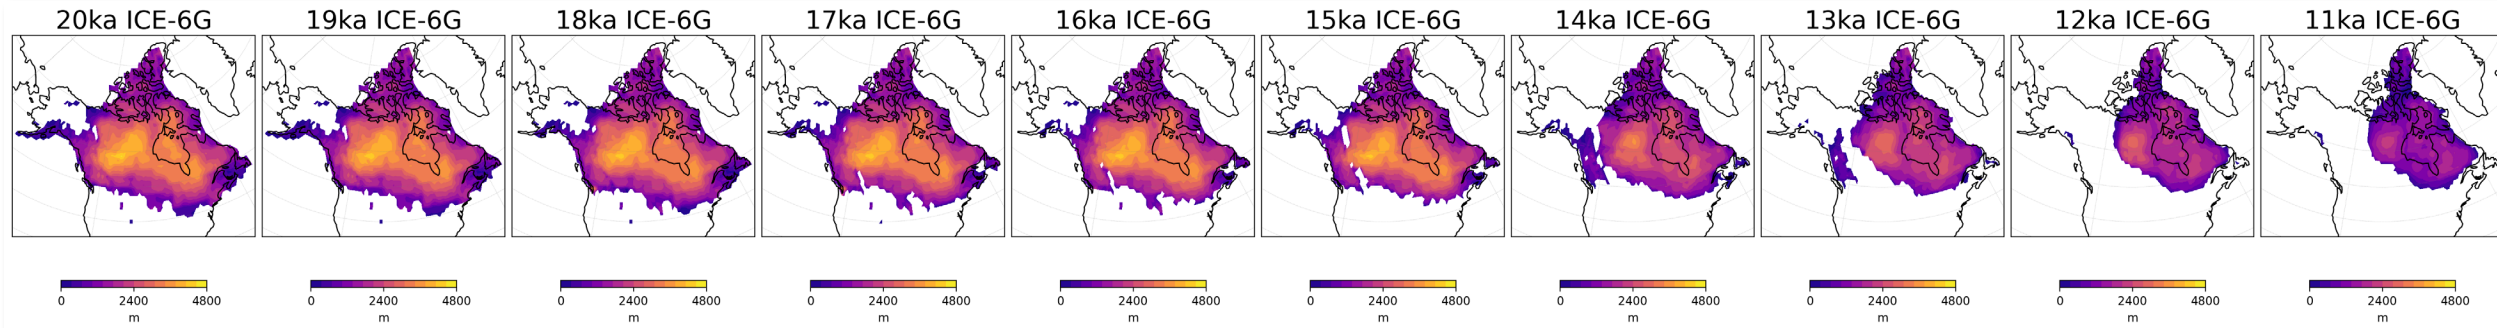 20ka ICE-6G
19ka ICE-6G
18ka ICE-6G
17ka ICE-6G
16ka ICE-6G
15ka ICE-6G
14ka ICE-6G
13ka ICE-6G
12ka ICE-6G
11ka ICE-6G
0 2400 4800
m
0 2400 4800
m
0 2400 4800
m
0 2400 4800
m
0 2400 4800
m
0 2400 4800
m
0 2400 4800
m
0 2400 4800
m
0 2400 4800
m
0 2400 4800
m